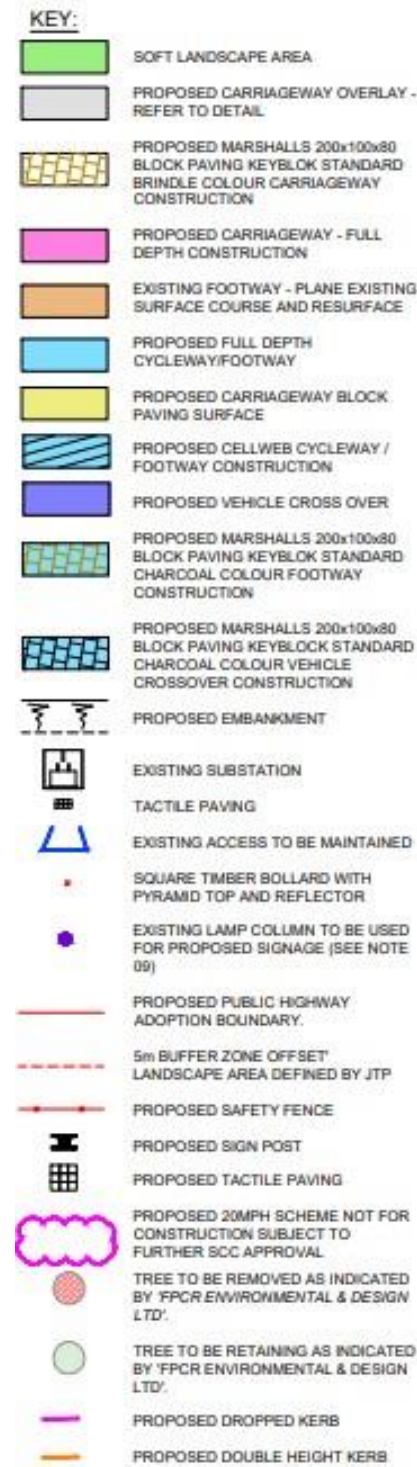 KEY:
SOFT LANDSCAPE AREA
PROPOSED CARRIAGEWAY OVERLAY -
REFER TO DETAIL
PROPOSED MARSHALLS 200x100x80
BLOCK PAVING KEYBLOK STANDARD
BRINDLE COLOUR CARRIAGEWAY
CONSTRUCTION
PROPOSED CARRIAGEWAY - FULL
DEPTH CONSTRUCTION
EXISTING FOOTWAY - PLANE EXISTING
SURFACE COURSE AND RESURFACE
PROPOSED FULL DEPTH
CYCLEWAY/FOOTWAY
PROPOSED CARRIAGEWAY BLOCK
PAVING SURFACE
PROPOSED CELLWEB CYCLEWAY /
FOOTWAY CONSTRUCTION
PROPOSED VEHICLE CROSS OVER
PROPOSED MARSHALLS 200x100x80
BLOCK PAVING KEYBLOK STANDARD
CHARCOAL COLOUR FOOTWAY
CONSTRUCTION
PROPOSED MARSHALLS 200x100x80
BLOCK PAVING KEYBLOCK STANDARD
CHARCOAL COLOUR VEHICLE
CROSSOVER CONSTRUCTION
PROPOSED EMBANKMENT
EXISTING SUBSTATION
TACTILE PAVING
EXISTING ACCESS TO BE MAINTAINED
SQUARE TIMBER BOLLARD WITH
PYRAMID TOP AND REFLECTOR
EXISTING LAMP COLUMN TO BE USED
FOR PROPOSED SIGNAGE (SEE NOTE
09)
PROPOSED PUBLIC HIGHWAY
ADOPTION BOUNDARY.
5m BUFFER ZONE OFFSET'
LANDSCAPE AREA DEFINED BY JTP
PROPOSED SAFETY FENCE
PROPOSED SIGN POST
PROPOSED TACTILE PAVING
PROPOSED 20MPH SCHEME NOT FOR
CONSTRUCTION SUBJECT TO
FURTHER SCC APPROVAL
TREE TO BE REMOVED AS INDICATED
BY 'FPCR ENVIRONMENTAL & DESIGN
LTD'.
TREE TO BE RETAINING AS INDICATED
BY 'FPCR ENVIRONMENTAL & DESIGN
LTD'.
PROPOSED DROPPED KERB
PROPOSED DOUBLE HEIGHT KERB